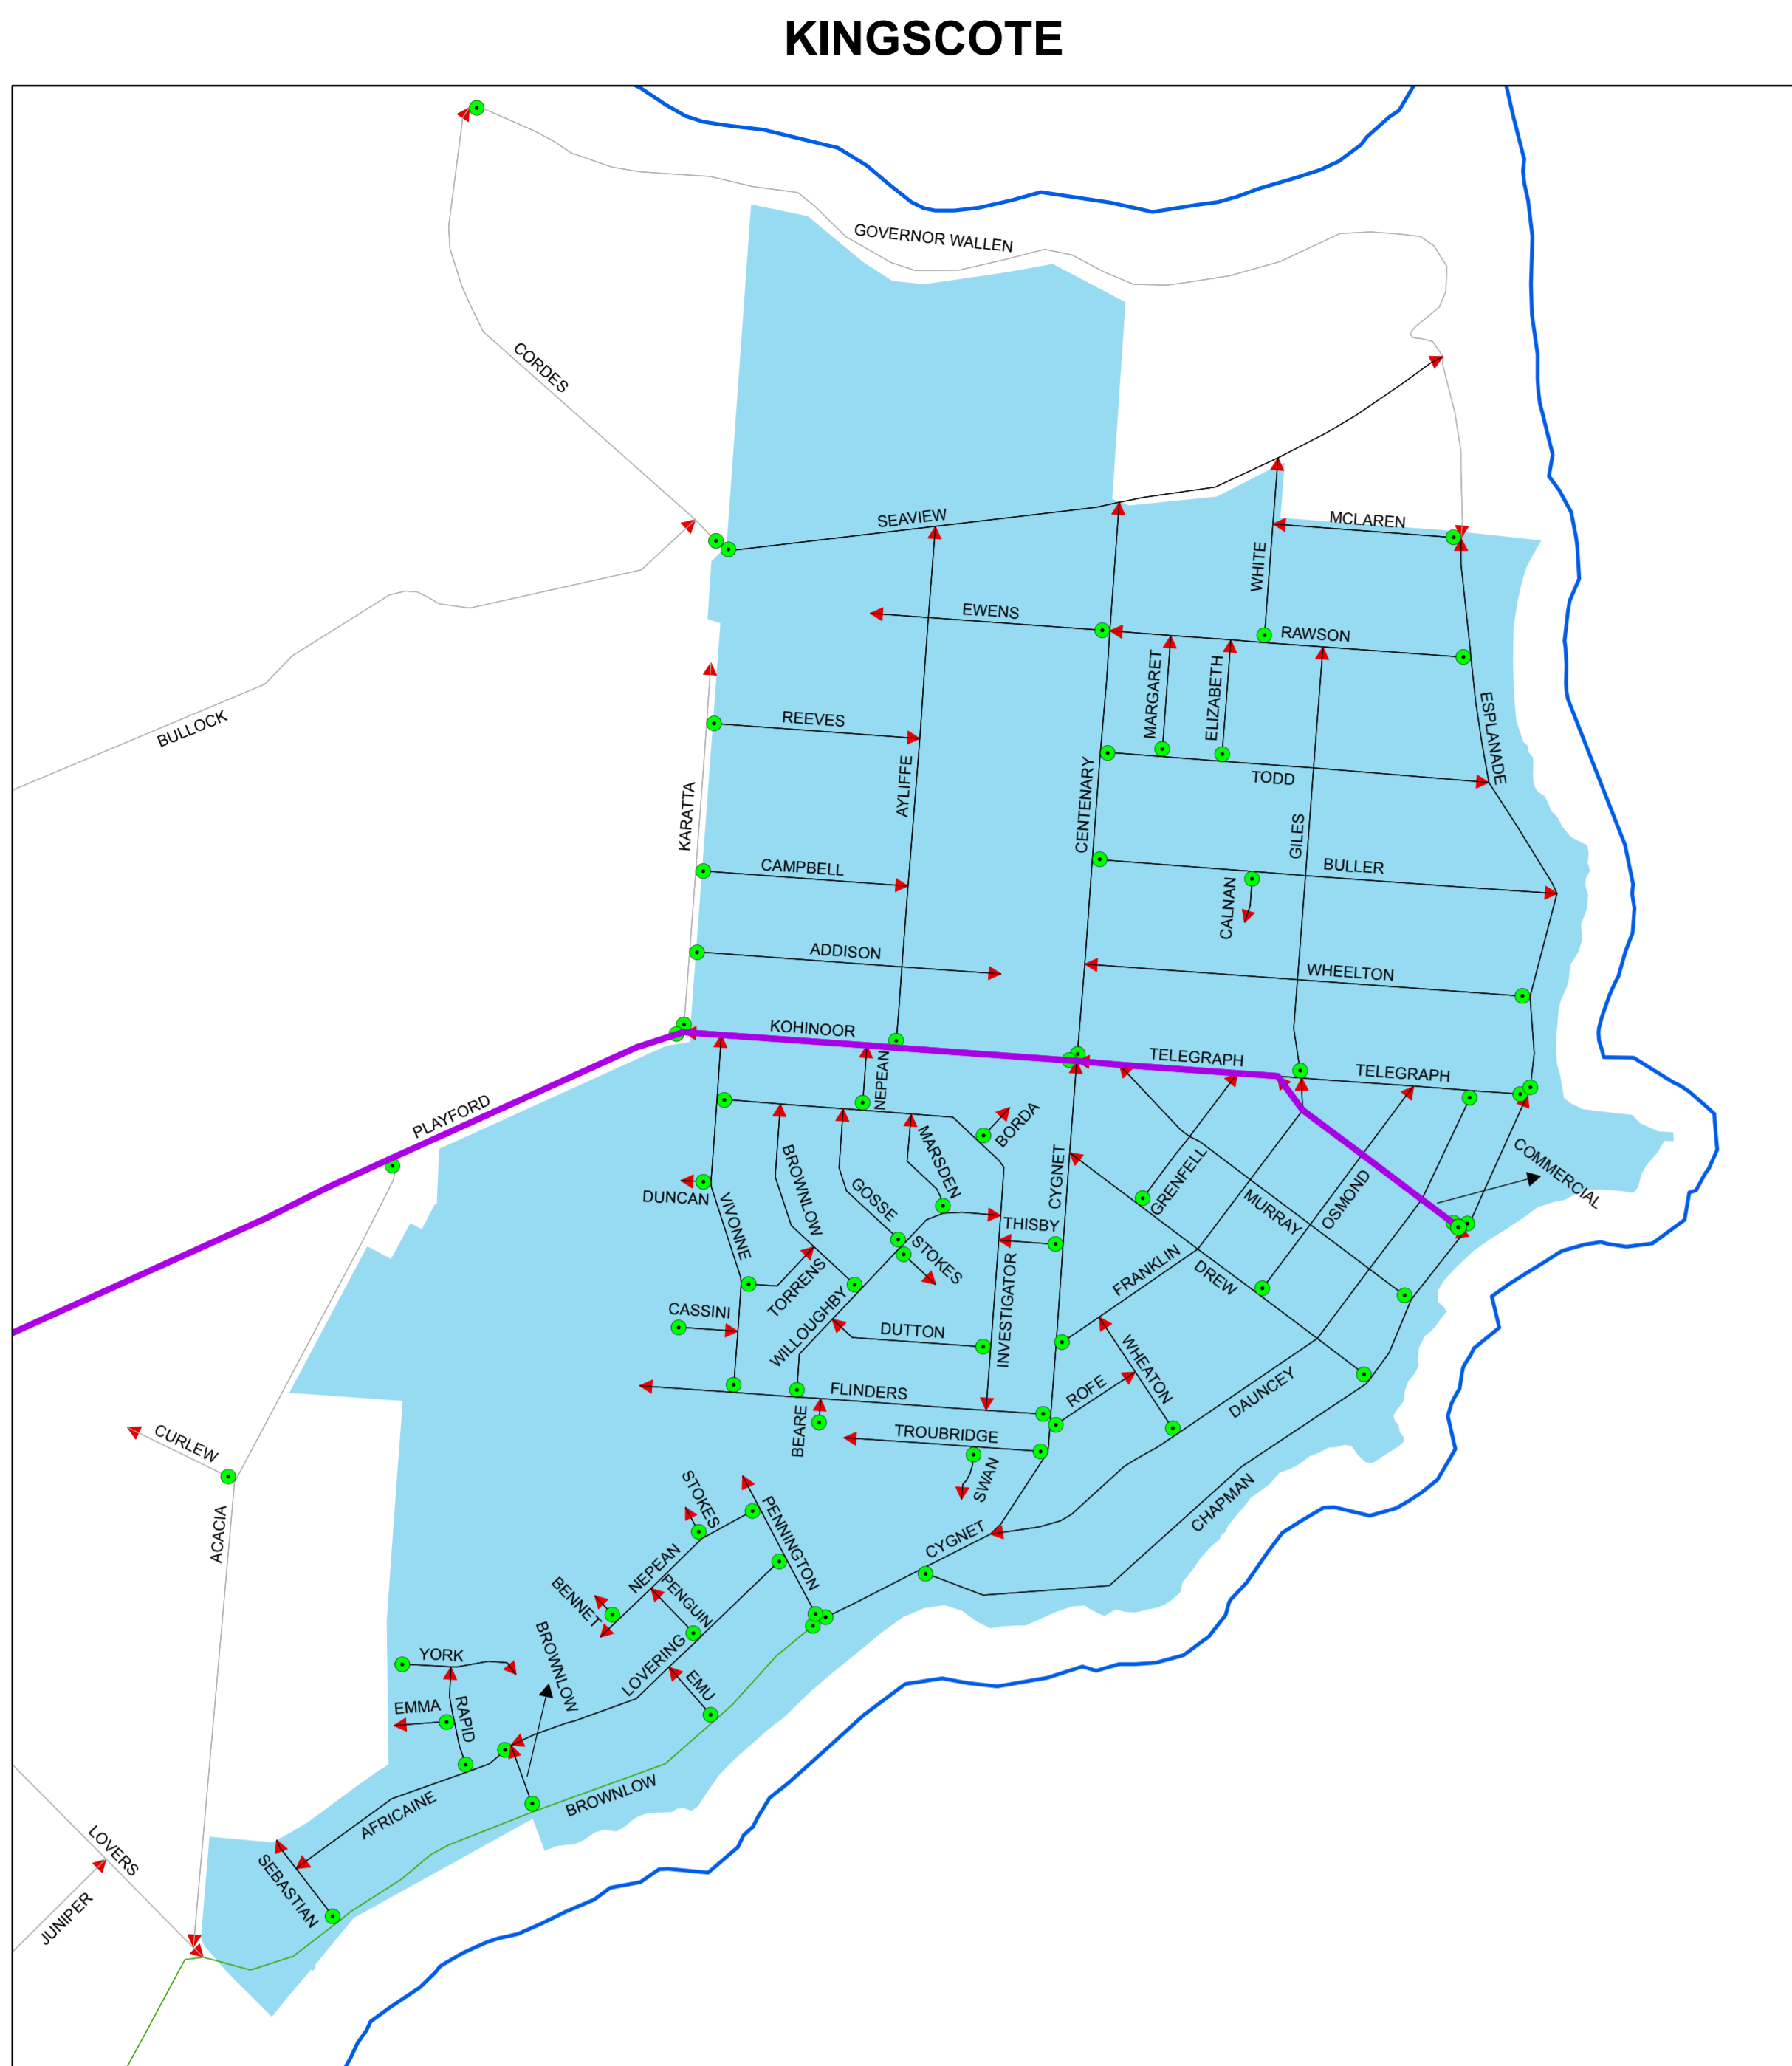 KINGSCOTE
GOVERNOR WALLEN
CORDES
SEAVIEW
MCLAREN
WHITE
EWENS
RAWSON
MARGARET
ELIZABETH
ESPLANADE
BULLOCK
REEVES
TODD
KARATTA
AYLIFFE
CENTENARY
GILES
CAMPBELL
BULLER
CALNAN
ADDISON
WHEELTON
KOHINOOR
TELEGRAPH
TELEGRAPH
NEPEAN
PLAYFORD
BORDA
MARSDEN
BROWNLOW
CYGNET
COMMERCIAL
DUNCAN
VIVONNE
GOSSE
GRENFELL
MURRAY
OSMOND
THISBY
STOKES
TORRENS
INVESTIGATOR
FRANKLIN
DREW
CASSINI
WILLOUGHBY
DUTTON
WHEATON
FLINDERS
ROFE
DAUNCEY
BEARE
TROUBRIDGE
CURLEW
SWAN
STOKES
PENNINGTON
CHAPMAN
ACACIA
CYGNET
NEPEAN
BENNET
PENGUIN
BROWNLOW
YORK
LOVERING
EMU
EMMA
RAPID
BROWNLOW
AFRICAINE
LOVERS
SEBASTIAN
JUNIPER